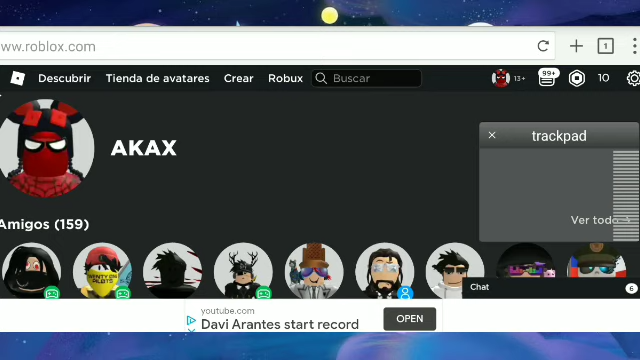 ww.roblox.com
1
Descubrir Tienda de avatares Crear Robux Buscar 13+ 99+ 10
AKAX
× trackpad
Ver todo
Amigos (159)
Chat 6
youtube.com
Davi Arantes start record
OPEN